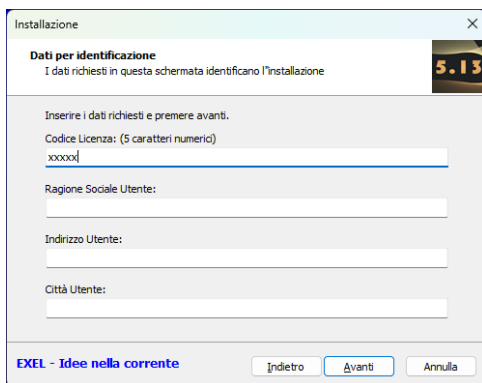 Installazione
Dati per identificazione
I dati richiesti in questa schermata identificano l"installazione
5.13
Inserire i dati richiesti e premere avanti.
Codice Licenza: (5 caratteri numerici)
xxxxx
Ragione Sociale Utente:
Indirizzo Utente:
Città Utente:
EXEL - Idee nella corrente
Indietro
Avanti
Annulla